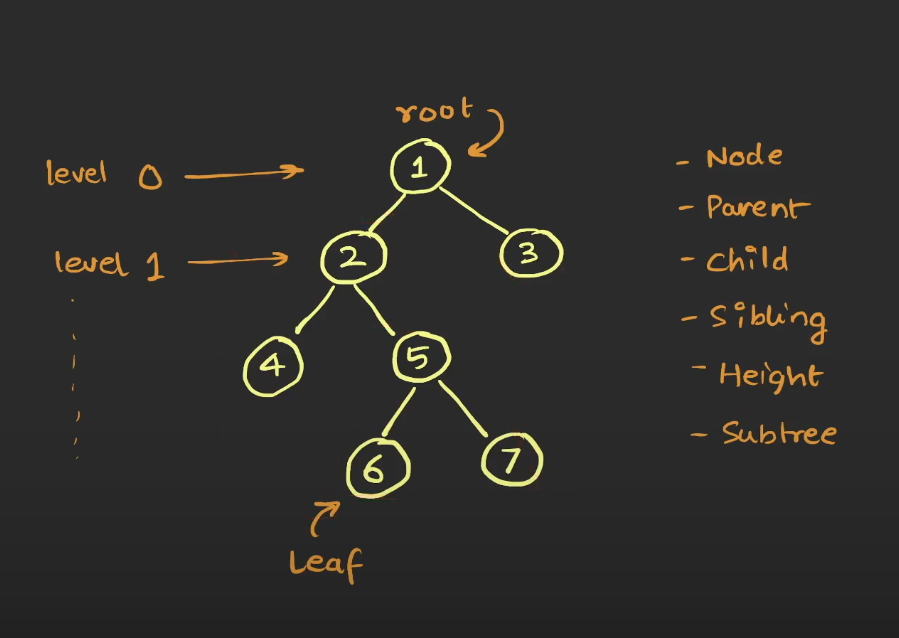 root
level 0
1
- Node
- Parent
level 1
2
3
- Child
- Sibling
4
5
- Height
- Subtree
6
7
Leaf